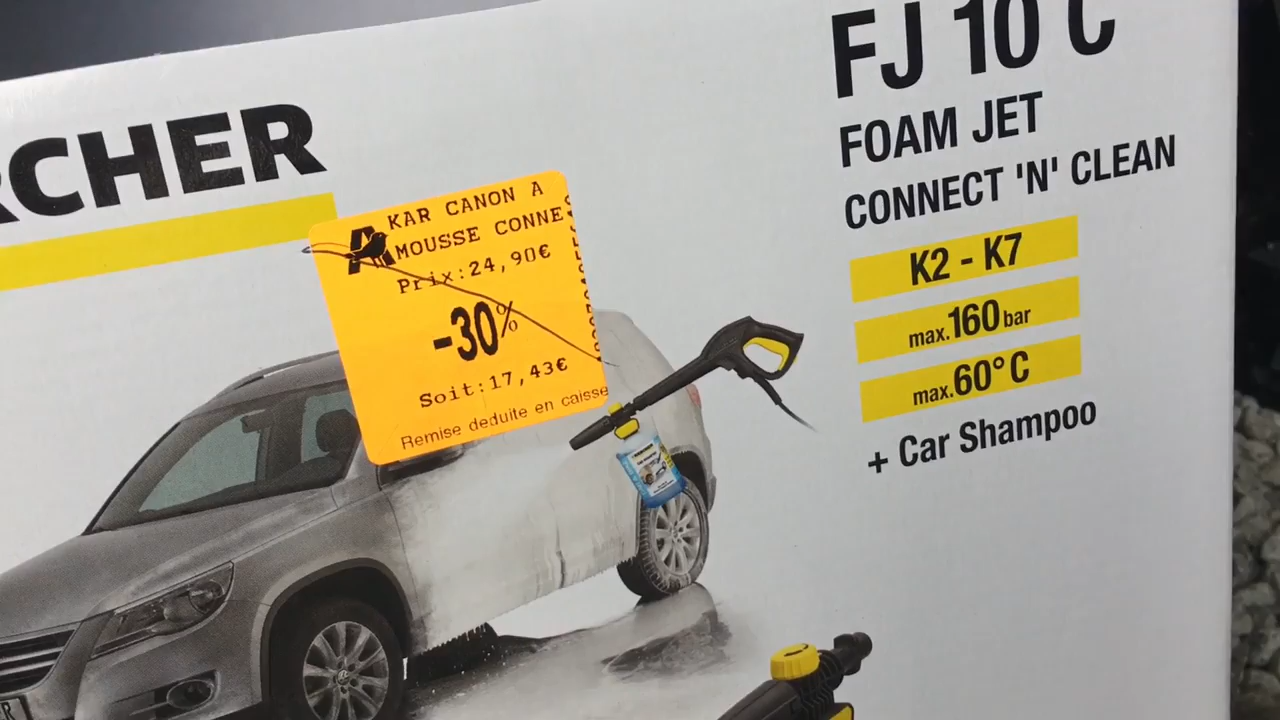 RCHER
KAR CANON A
MOUSSE CONNE
Prix:24,90€
-30%
Soit:17,43€
Remise déduite en caisse
FJ 10 C
FOAM JET
CONNECT 'N' CLEAN
K2 - K7
max.160 bar
max.60°C
+ Car Shampoo